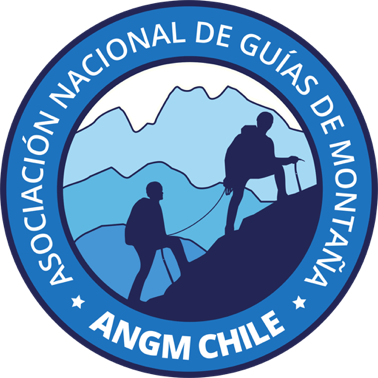 ASOCIACIÓN NACIONAL DE GUÍAS DE MONTAÑA
ANGM CHILE